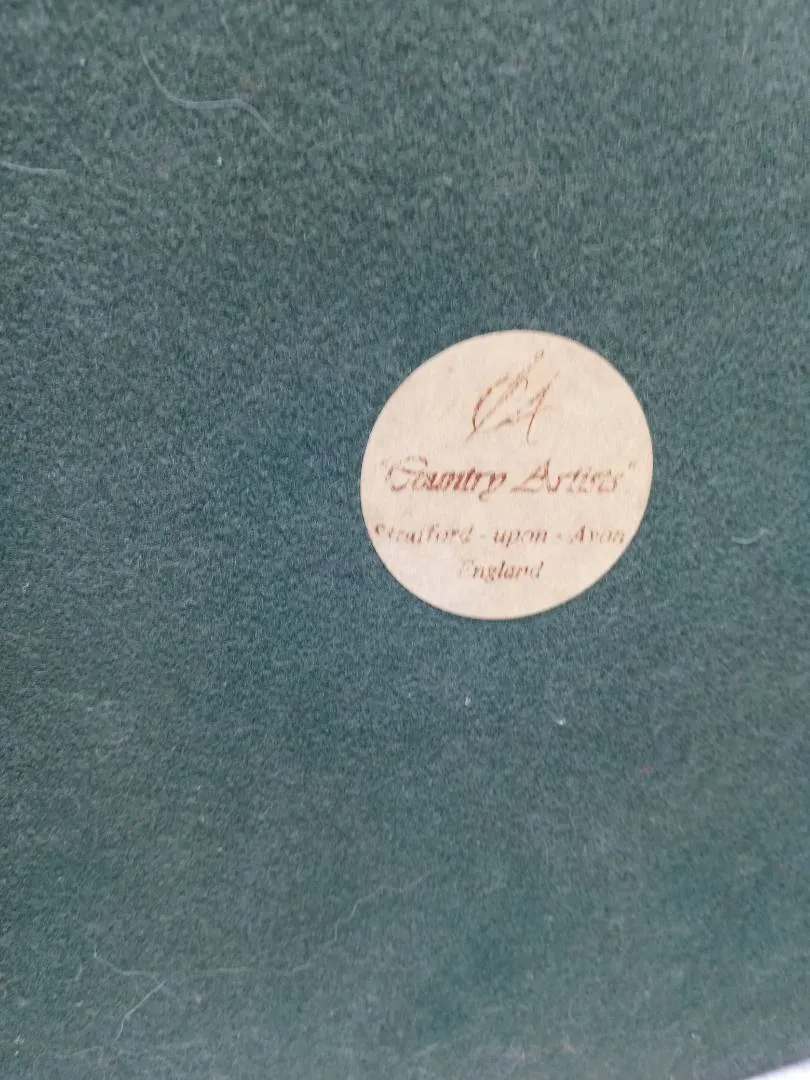 CA
"Country Artists"
Stratford - upon - Avon
England